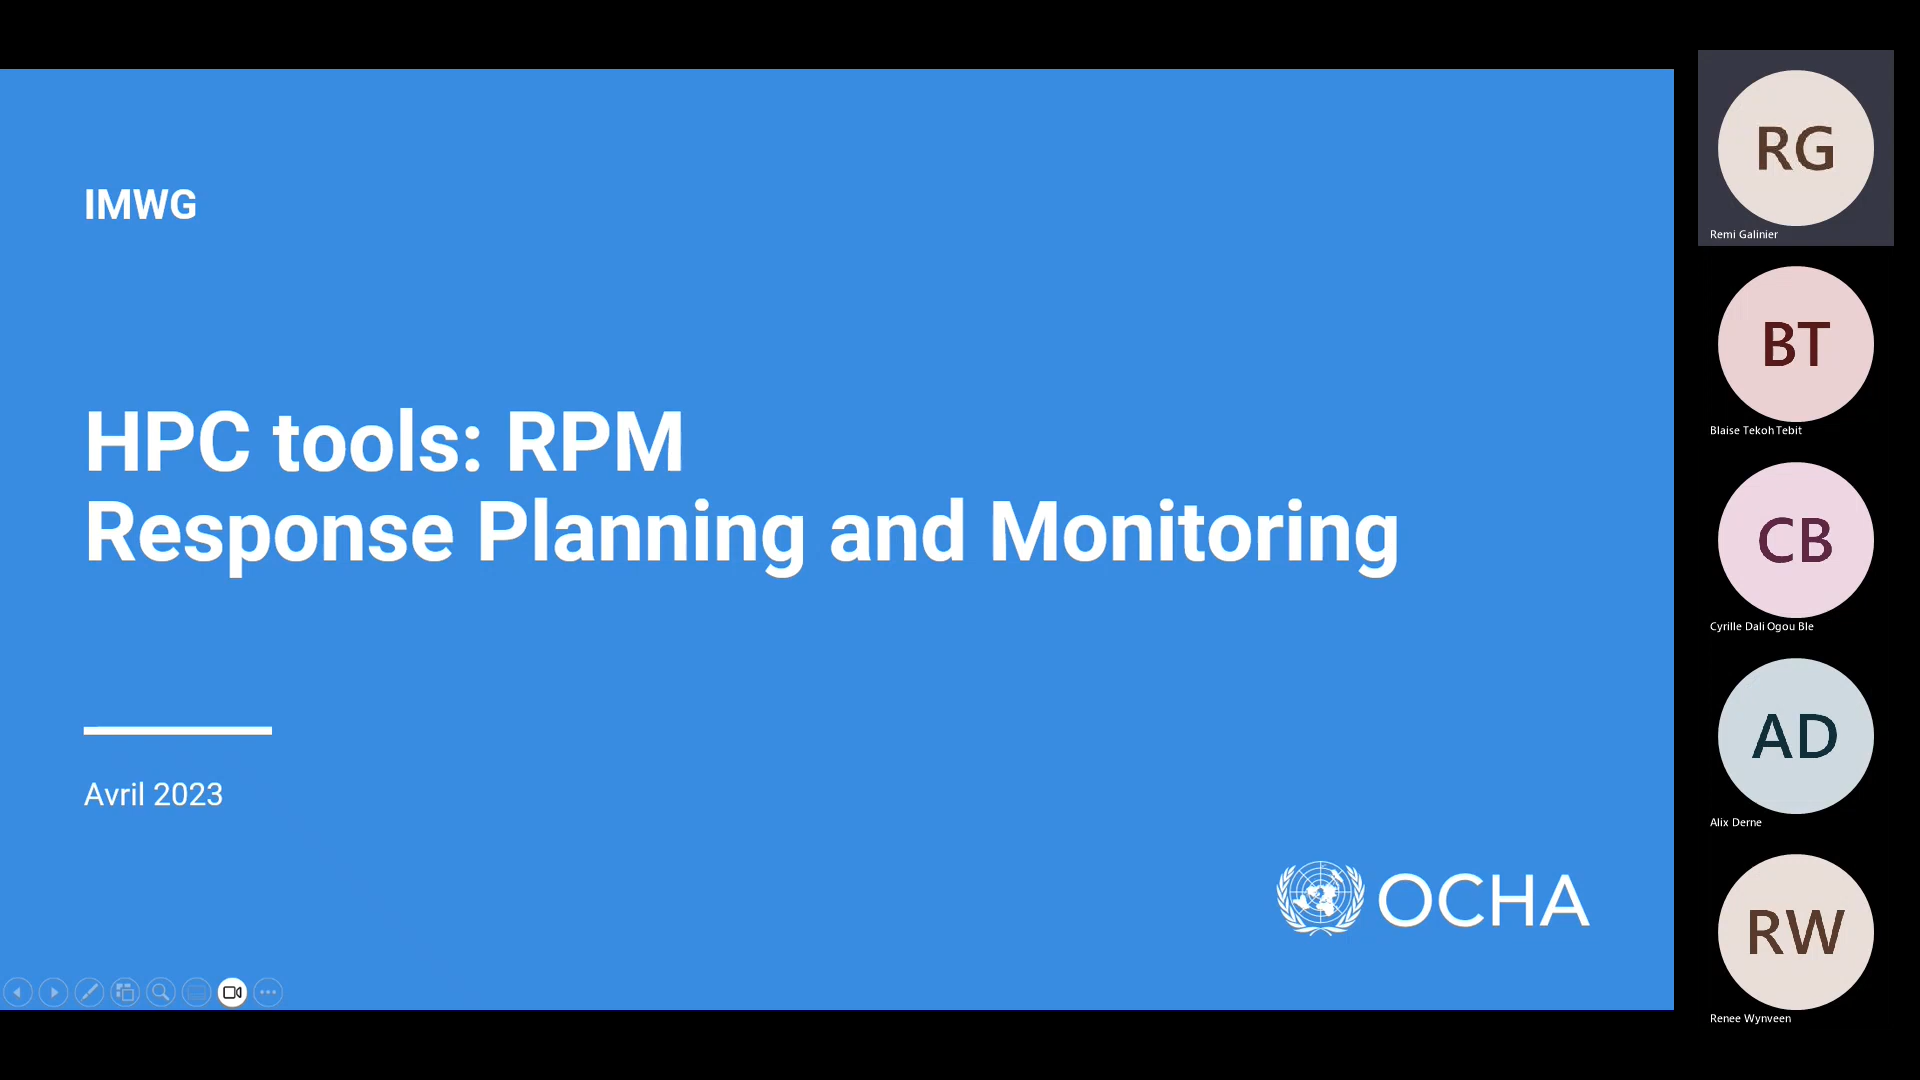 IMWG
HPC tools: RPM
Response Planning and Monitoring
Avril 2023
OCHA
RG
Remi Galinier
BT
Blaise Tekoh Tebit
CB
Cyrille Dali Ogou Ble
AD
Alix Derne
RW
Renee Wynveen